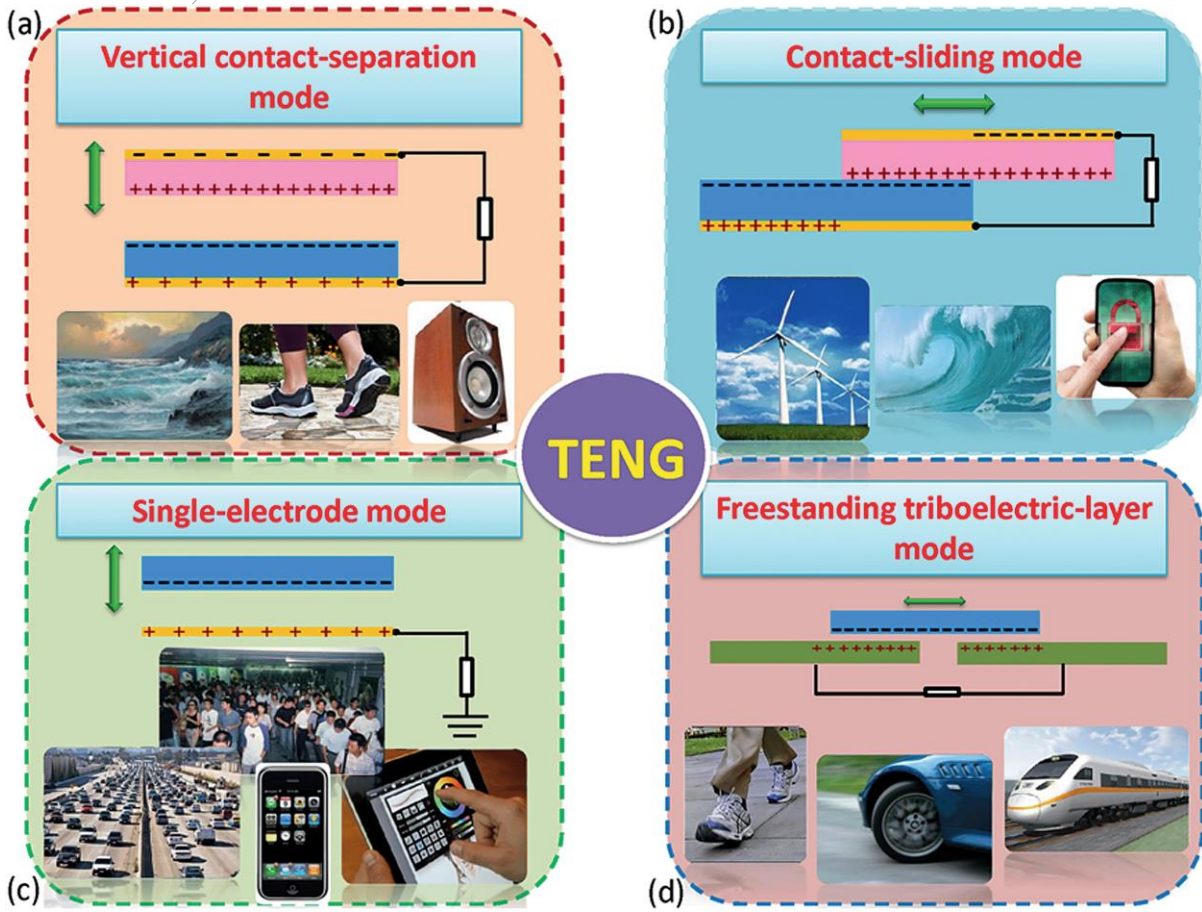 (a)
Vertical contact-separation
mode
(b)
Contact-sliding mode
TENG
Single-electrode mode
Freestanding triboelectric-layer
mode
(c)
(d)